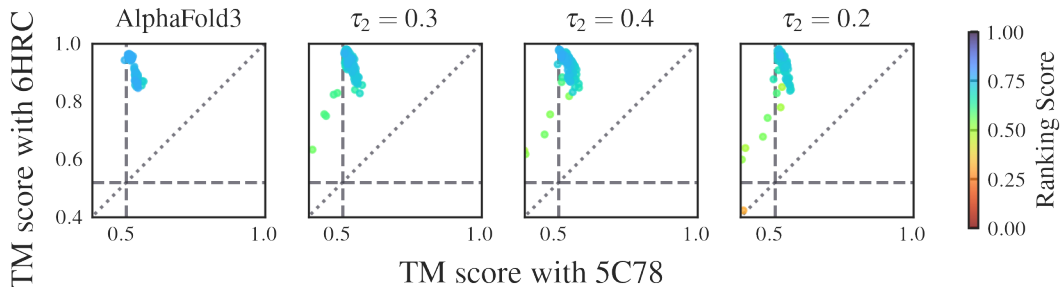 AlphaFold3
τ₂ = 0.3
τ₂ = 0.4
τ₂ = 0.2
TM score with 6HRC
1.0
0.8
0.6
0.4
0.5
1.0
0.5
1.0
0.5
1.0
0.5
1.0
TM score with 5C78
1.00
0.75
0.50
0.25
0.00
Ranking Score